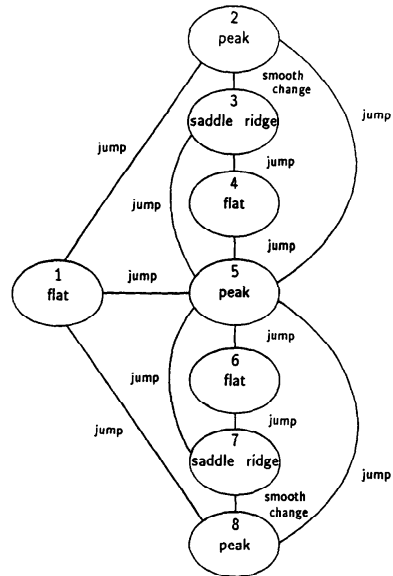 2
peak
smooth
change
3
saddle ridge
jump
jump
jump
jump
4
flat
jump
1
flat
jump
5
peak
jump
6
flat
jump
jump
jump
7
saddle ridge
jump
smooth
change
8
peak